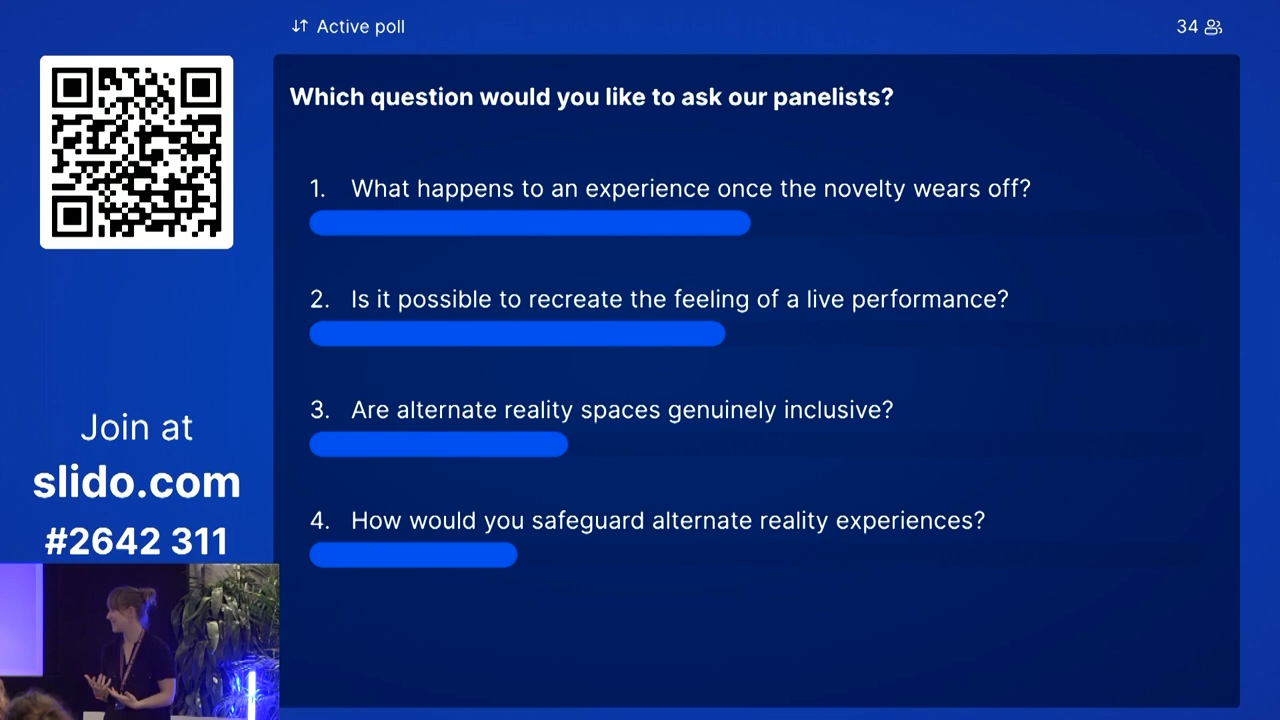 Active poll
34
Which question would you like to ask our panelists?
1. What happens to an experience once the novelty wears off?
2. Is it possible to recreate the feeling of a live performance?
3. Are alternate reality spaces genuinely inclusive?
4. How would you safeguard alternate reality experiences?
Join at
slido.com
#2642 311